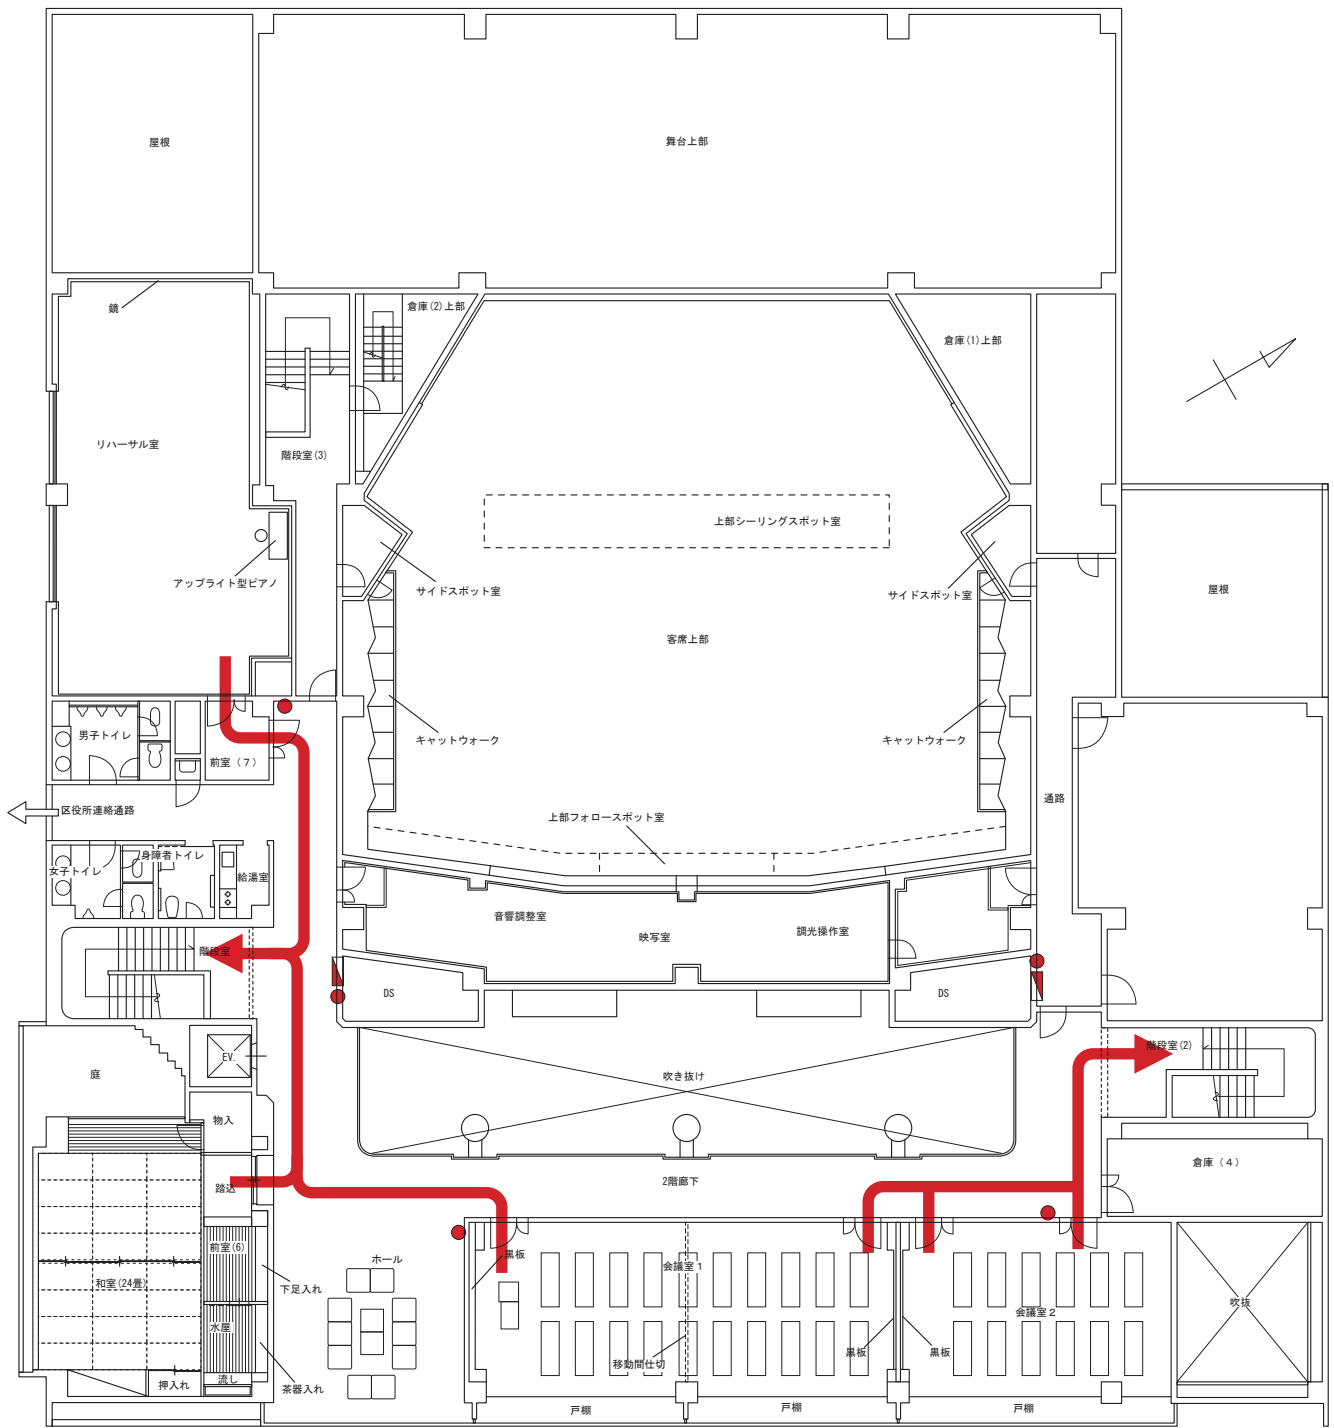 屋根
舞台上部
鏡
倉庫(2)上部
倉庫(1)上部
リハーサル室
階段室(3)
上部シーリングスポット室
アップライト型ピアノ
サイドスポット室
サイドスポット室
屋根
客席上部
男子トイレ
前室（7）
キャットウォーク
キャットウォーク
区役所連絡通路
上部フォロースポット室
通路
女子トイレ
身障者トイレ
給湯室
音響調整室
映写室
調光操作室
階段室
DS
DS
階段室(2)
EV.
庭
吹き抜け
物入
踏込
2階廊下
倉庫（4）
前室(6)
ホール
黒板
会議室1
和室(24畳)
下足入れ
吹抜
会議室2
水屋
移動間仕切
黒板
黒板
流し
押入れ
茶器入れ
戸棚
戸棚
戸棚